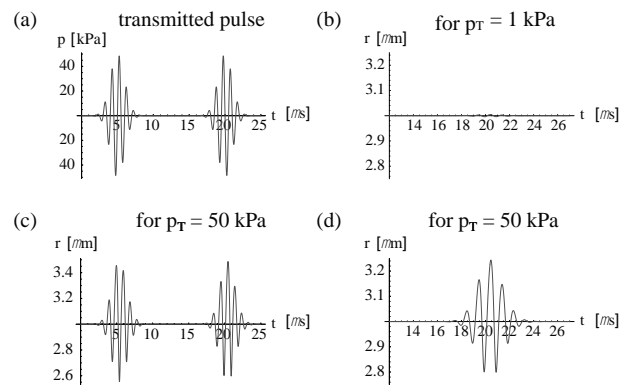 (a) transmitted pulse
p [kPa]
40
20
5 10 15 20 25 t [ms]
20
40
(b) for pT = 1 kPa
r [mm]
3.2
3.1
14 16 18 20 22 24 26 t [ms]
2.9
2.8
(c) for pT = 50 kPa
r [mm]
3.4
3.2
5 10 15 20 25 t [ms]
2.8
2.6
(d) for pT = 50 kPa
r [mm]
3.2
3.1
14 16 18 20 22 24 26 t [ms]
2.9
2.8